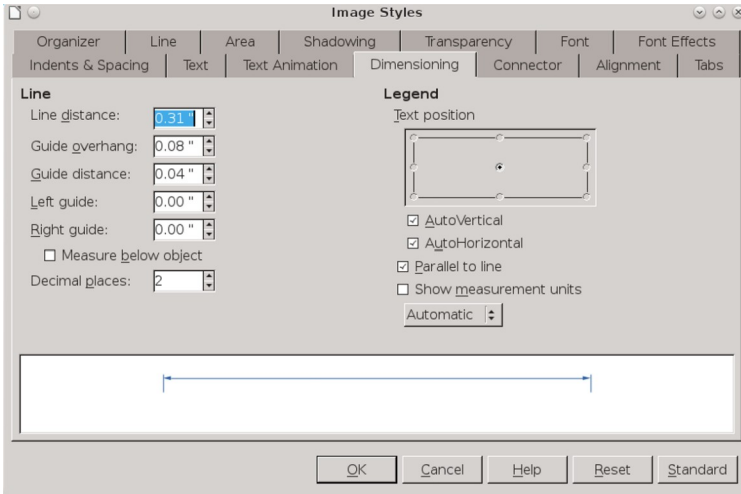 Image Styles
Organizer Line Area Shadowing Transparency Font Font Effects
Indents & Spacing Text Text Animation Dimensioning Connector Alignment Tabs
Line
Line distance: 0.31 "
Guide overhang: 0.08 "
Guide distance: 0.04 "
Left guide: 0.00 "
Right guide: 0.00 "
Measure below object
Decimal places: 2
Legend
Text position
AutoVertical
AutoHorizontal
Parallel to line
Show measurement units
Automatic
OK Cancel Help Reset Standard